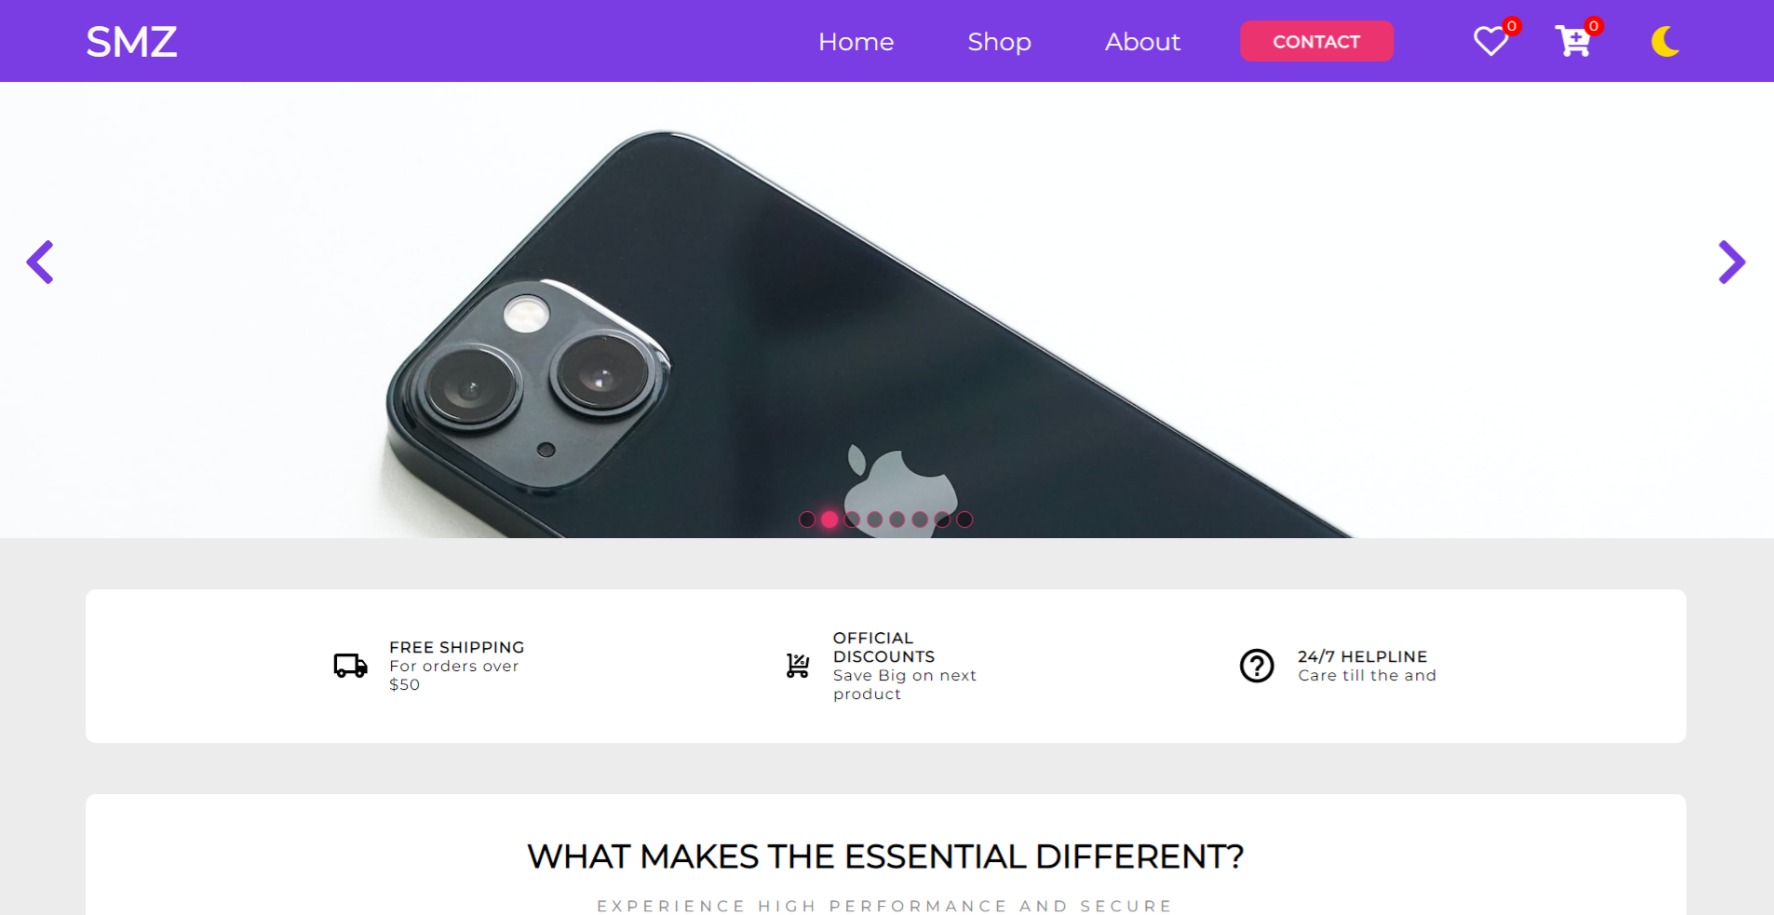 SMZ
Home
Shop
About
CONTACT
0
0
FREE SHIPPING
For orders over
$50
OFFICIAL
DISCOUNTS
Save Big on next
product
24/7 HELPLINE
Care till the and
WHAT MAKES THE ESSENTIAL DIFFERENT?
EXPERIENCE HIGH PERFORMANCE AND SECURE